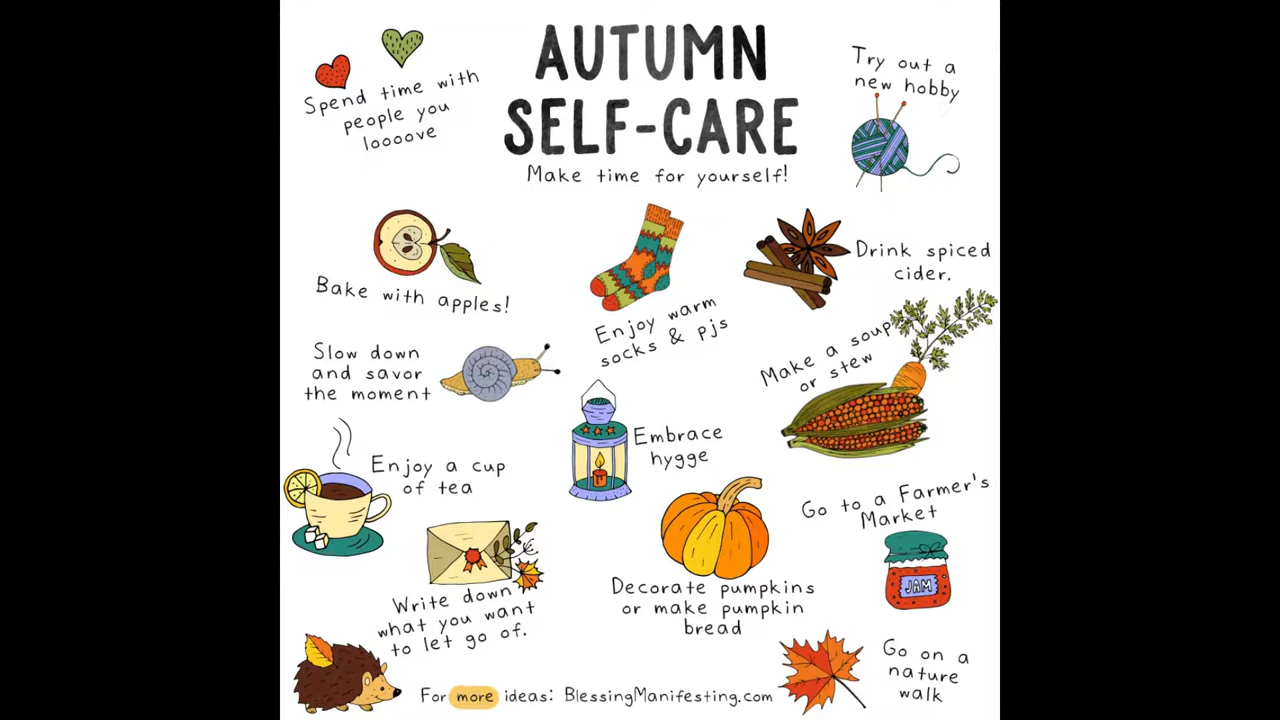 AUTUMN
SELF-CARE
Make time for yourself!
Spend time with
people you
loooove
Try out a
new hobby
Bake with apples!
Enjoy warm
socks & pjs
Drink spiced
cider.
Slow down
and savor
the moment
Make a soup
or stew
Embrace
hygge
Enjoy a cup
of tea
Go to a Farmer's
Market
JAM
Write down
what you want
to let go of.
Decorate pumpkins
or make pumpkin
bread
Go on a
nature
walk
For more ideas: BlessingManifesting.com